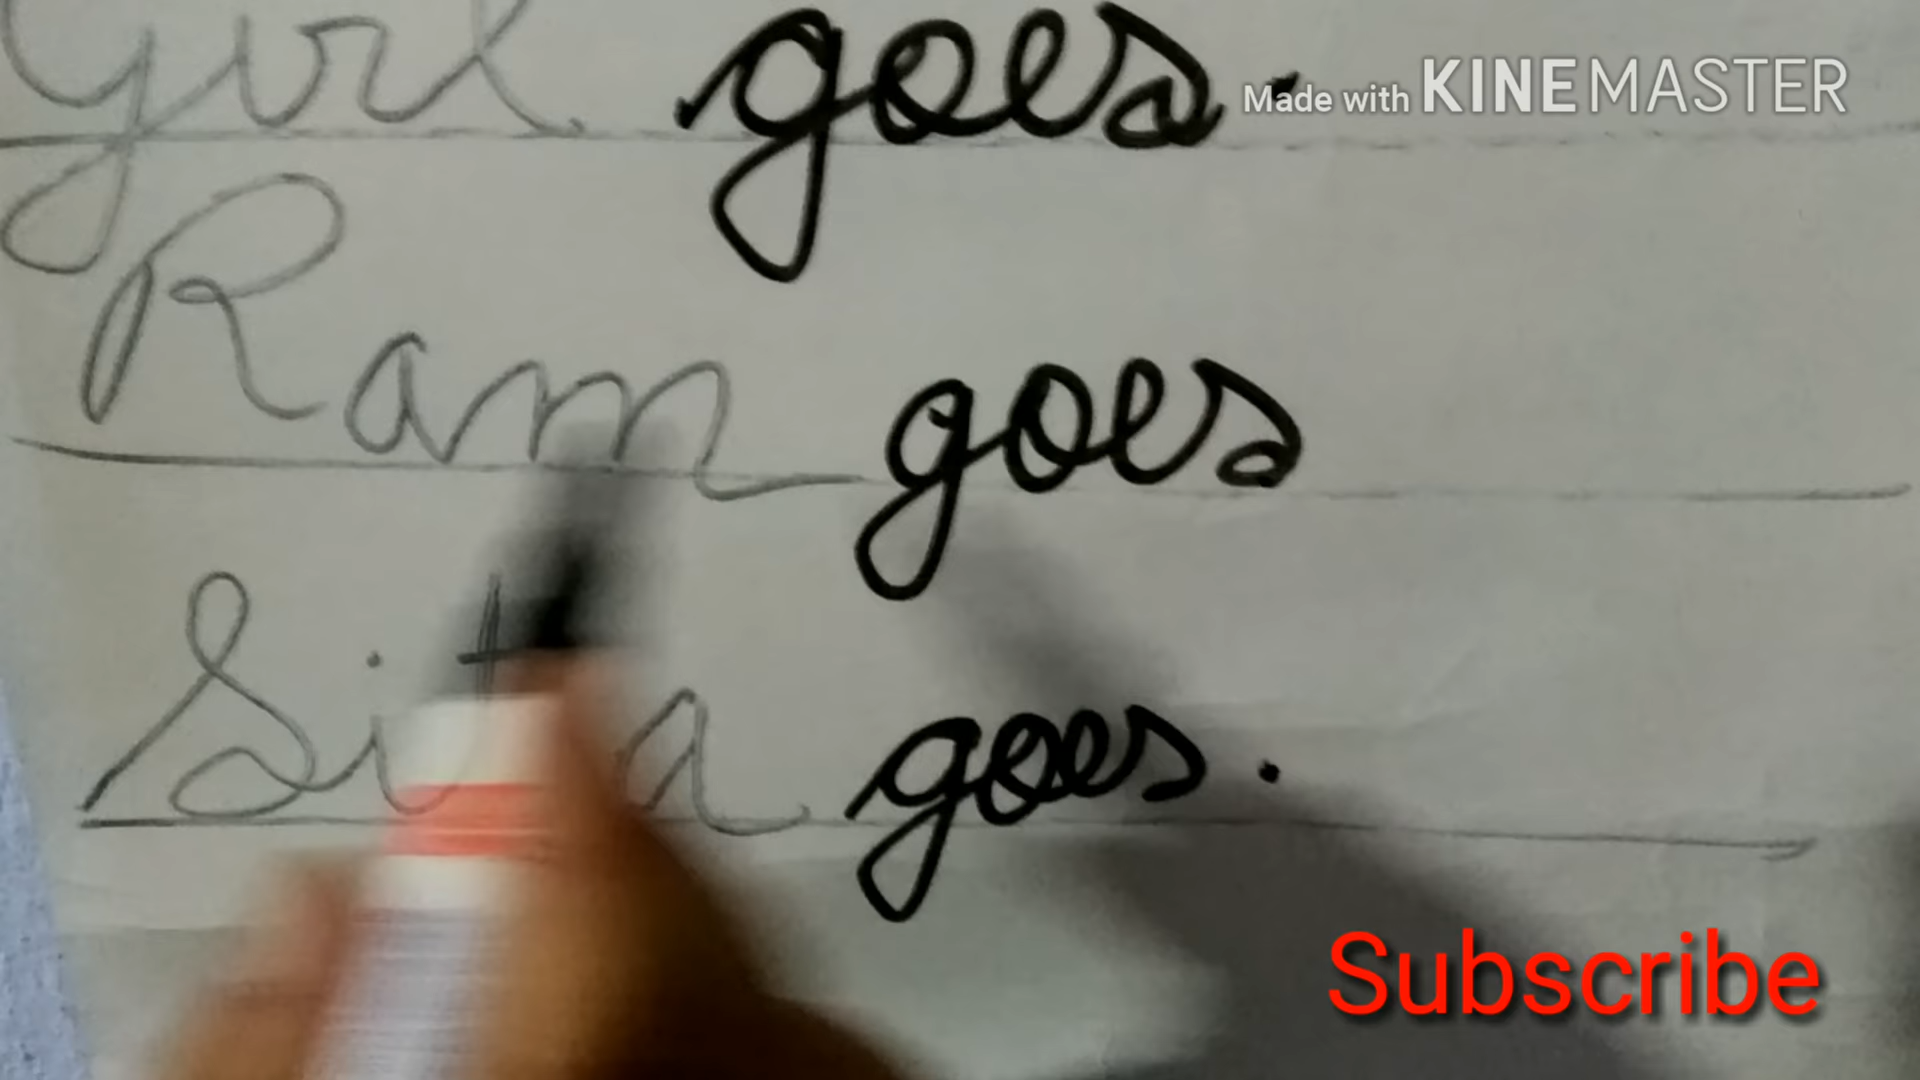 Girl goes.
Made with KINEMASTER
Ram goes
Sita goes.
Subscribe